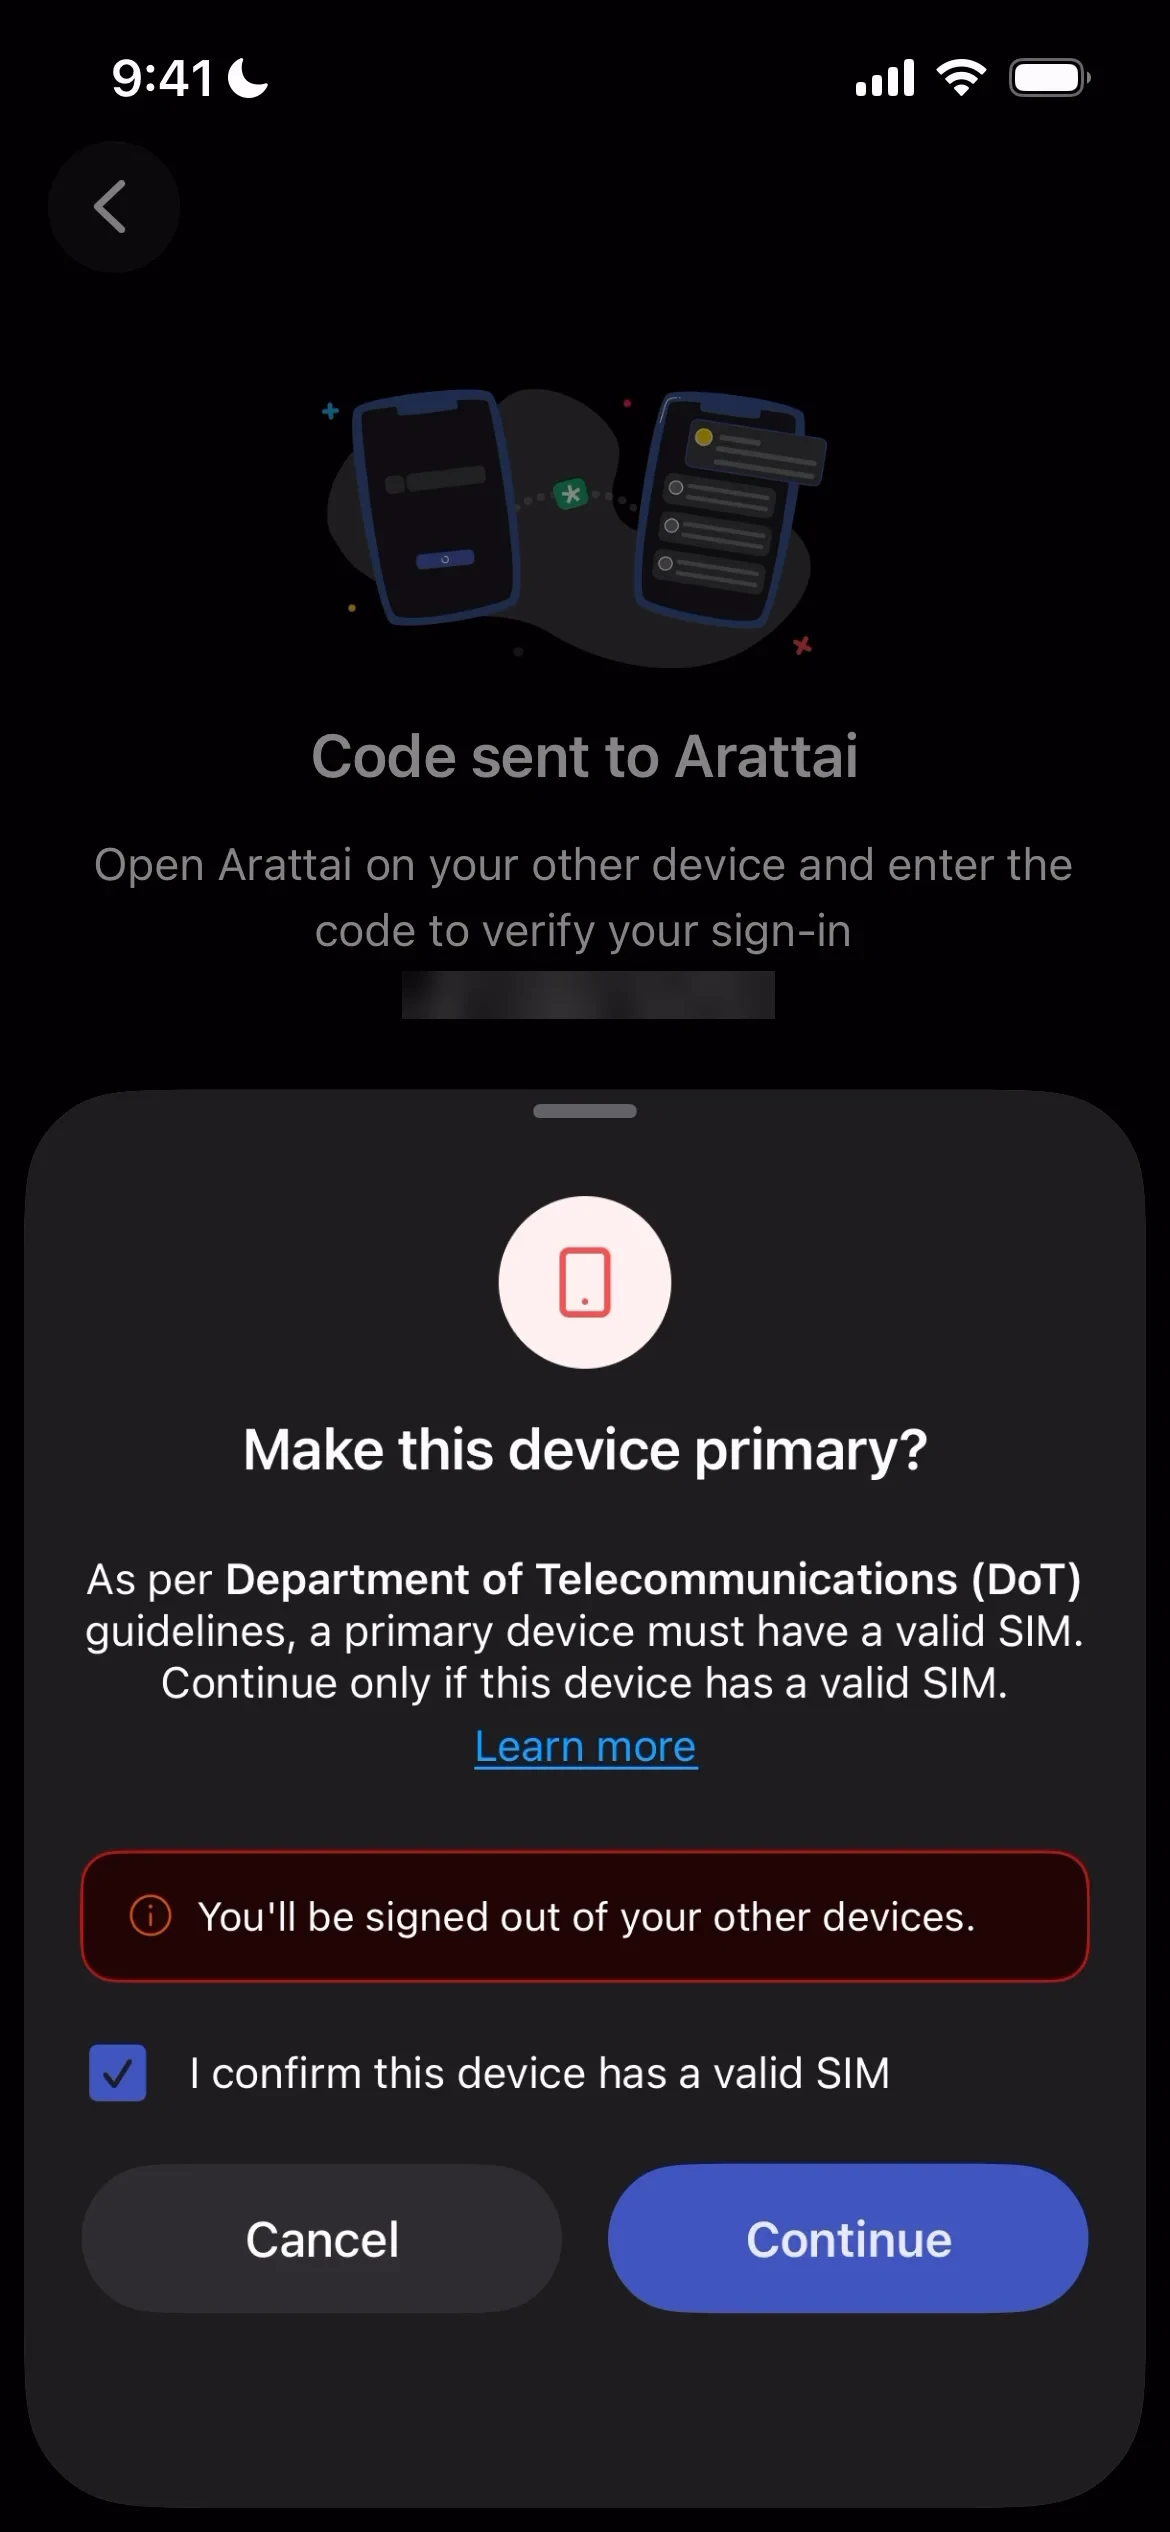 9:41
Code sent to Arattai
Open Arattai on your other device and enter the
code to verify your sign-in
Make this device primary?
As per Department of Telecommunications (DoT)
guidelines, a primary device must have a valid SIM.
Continue only if this device has a valid SIM.
Learn more
You'll be signed out of your other devices.
I confirm this device has a valid SIM
Cancel
Continue